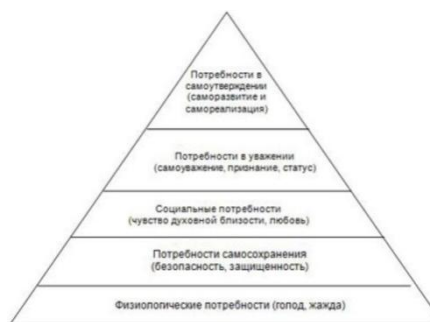 Потребности в
самоутверждении
(саморазвитие и
самореализация)
Потребности в уважении
(самоуважение, признание, статус)
Социальные потребности
(чувство духовной близости, любовь)
Потребности самосохранения
(безопасность, защищенность)
Физиологические потребности (голод, жажда)